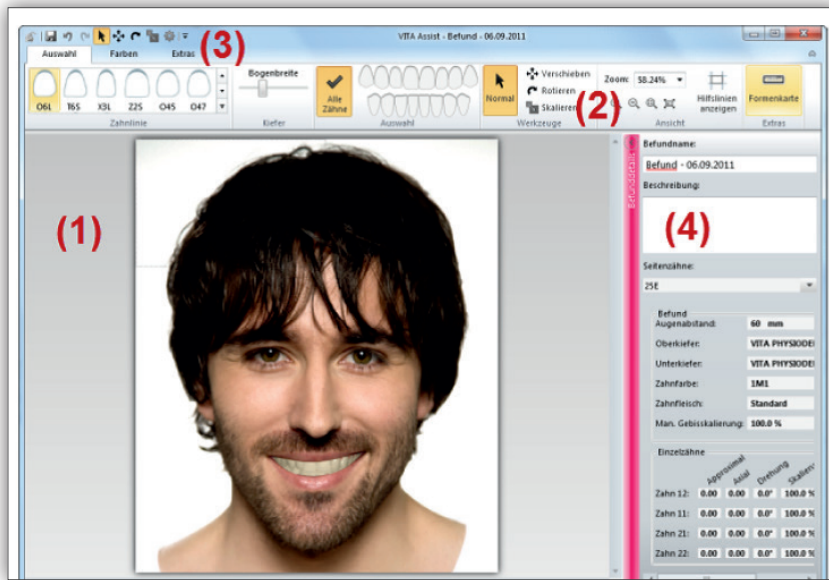 VITA Assist - Befund - 06.09.2011
Auswahl Farben Extras (3)
O6L T6S X3L Z2S O45 O47
Zahnlinie
Bogenbreite
Kiefer
Alle Zähne
Auswahl
Normal
Verschieben
Rotieren
Skalieren
Werkzeuge
(2)
Zoom: 58.24%
Hilfslinien anzeigen
Ansicht
Formenkarte
Extras
(1)
Befunddetails
Befundname:
Befund - 06.09.2011
Beschreibung:
(4)
Seitenzähne:
25E
Befund
Augenabstand: 60 mm
Oberkiefer: VITA PHYSIODE
Unterkiefer: VITA PHYSIODE
Zahnfarbe: 1M1
Zahnfleisch: Standard
Man. Gebisskalierung: 100.0 %
Einzelzähne
Approximal Axial Drehung
Zahn 12: 0.00 0.00 0.0° 100.0 %
Zahn 11: 0.00 0.00 0.0° 100.0 %
Zahn 21: 0.00 0.00 0.0° 100.0 %
Zahn 22: 0.00 0.00 0.0° 100.0 %